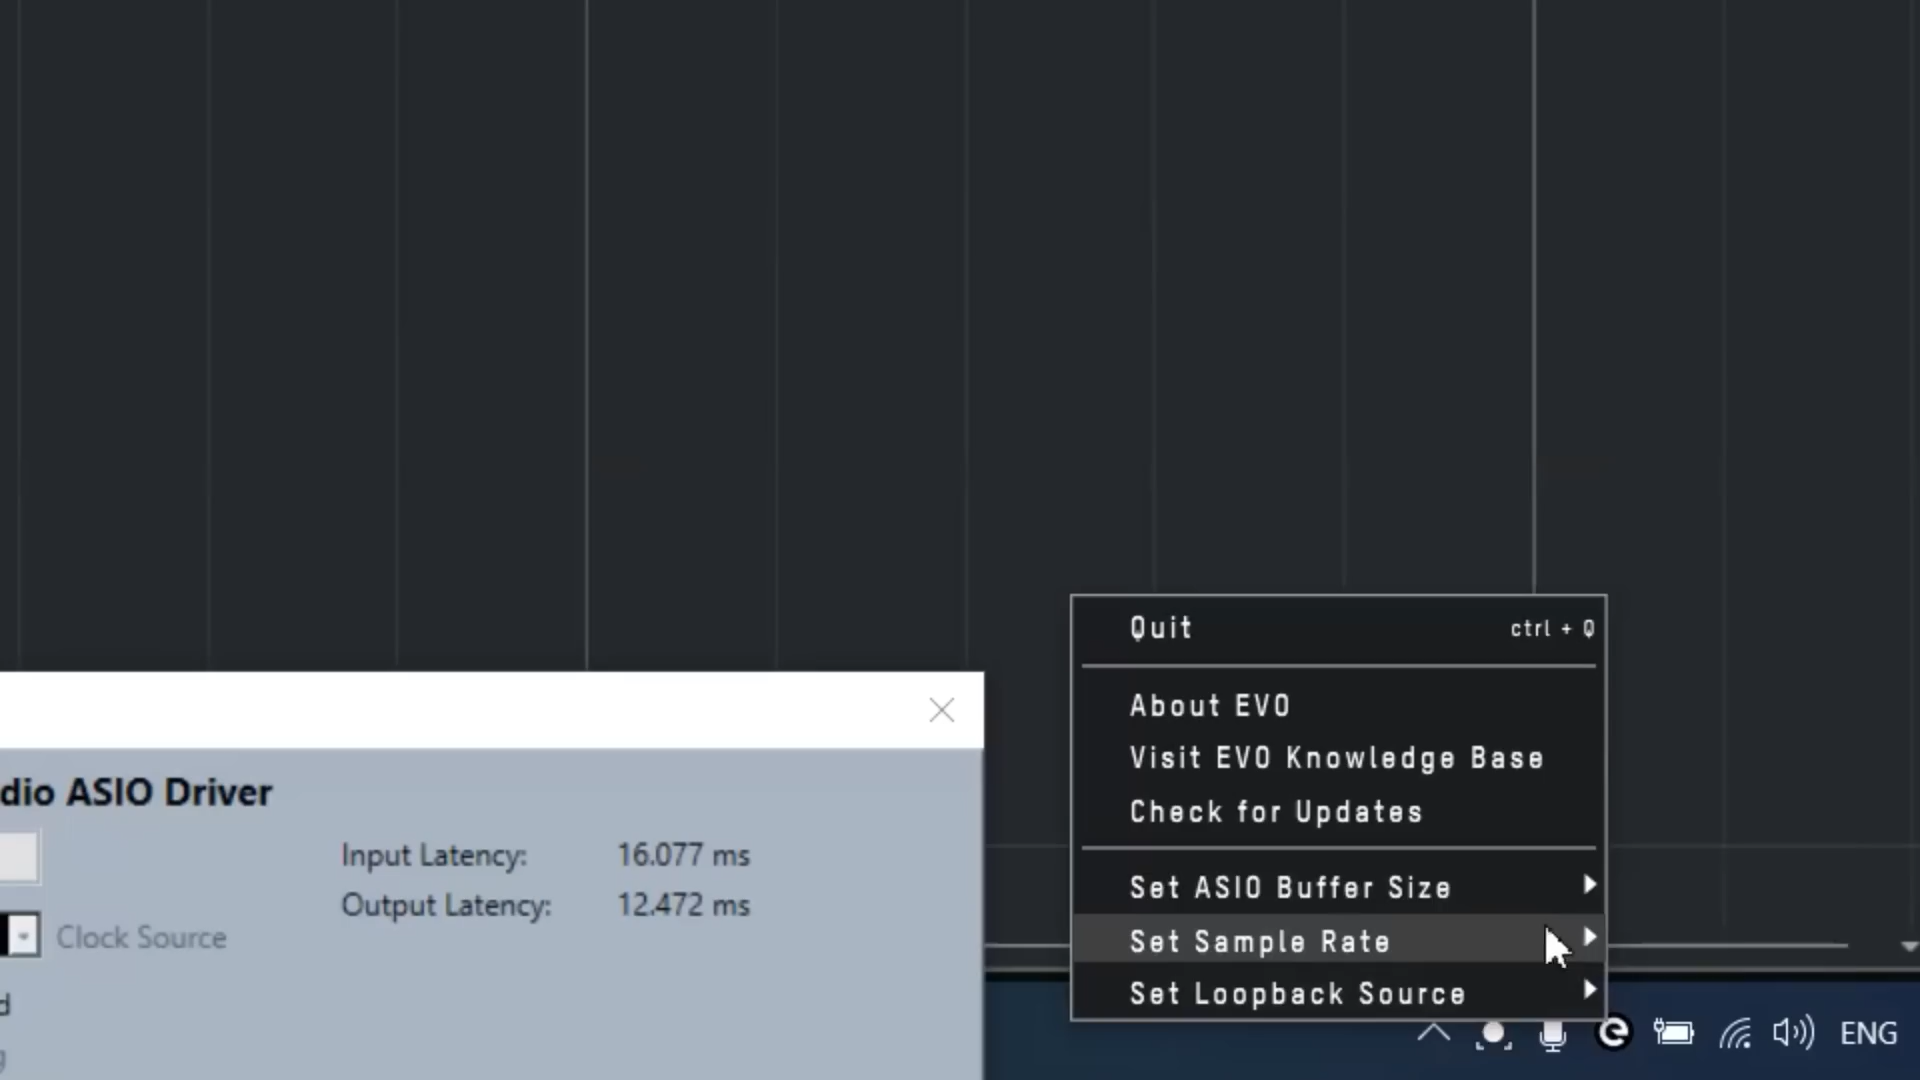 Quit ctrl + Q
About EVO
Visit EVO Knowledge Base
Check for Updates
Set ASIO Buffer Size
Set Sample Rate
Set Loopback Source
dio ASIO Driver
Input Latency: 16.077 ms
Output Latency: 12.472 ms
Clock Source
d
ENG